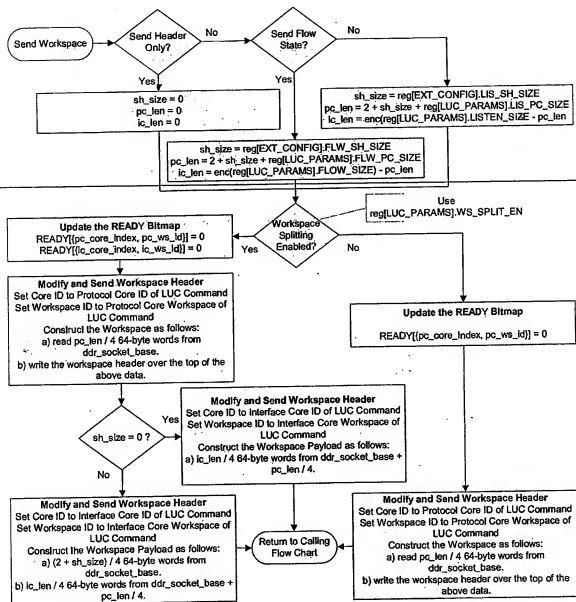 Send Workspace
Send Header
Only?
No
Send Flow
State?
No
Yes
Yes
sh_size = 0
pc_len = 0
ic_len = 0
sh_size = reg[EXT_CONFIG].LIS_SH_SIZE
pc_len = 2 + sh_size + reg[LUC_PARAMS].LIS_PC_SIZE
ic_len = enc(reg[LUC_PARAMS].LISTEN_SIZE - pc_len
sh_size = reg[EXT_CONFIG].FLW_SH_SIZE
pc_len = 2 + sh_size + reg[LUC_PARAMS].FLW_PC_SIZE
ic_len = enc(reg[LUC_PARAMS].FLOW_SIZE) - pc_len
Use
reg[LUC_PARAMS].WS_SPLIT_EN
Workspace
Splitting
Enabled?
Yes
No
Update the READY Bitmap
READY[{pc_core_index, pc_ws_id}] = 0
READY[{ic_core_index, ic_ws_id}] = 0
Modify and Send Workspace Header
Set Core ID to Protocol Core ID of LUC Command
Set Workspace ID to Protocol Core Workspace of
LUC Command
Construct the Workspace as follows:
a) read pc_len / 4 64-byte words from
ddr_socket_base.
b) write the workspace header over the top of the
above data.
Update the READY Bitmap
READY[{pc_core_index, pc_ws_id}] = 0
sh_size = 0 ?
Yes
No
Modify and Send Workspace Header
Set Core ID to Interface Core ID of LUC Command
Set Workspace ID to Interface Core Workspace of
LUC Command
Construct the Workspace Payload as follows:
a) ic_len / 4 64-byte words from ddr_socket_base +
pc_len / 4.
Modify and Send Workspace Header
Set Core ID to Interface Core ID of LUC Command
Set Workspace ID to Interface Core Workspace of
LUC Command
Construct the Workspace Payload as follows:
a) (2 + sh_size) / 4 64-byte words from
ddr_socket_base.
b) ic_len / 4 64-byte words from ddr_socket_base +
pc_len / 4.
Return to Calling
Flow Chart
Modify and Send Workspace Header
Set Core ID to Protocol Core ID of LUC Command
Set Workspace ID to Protocol Core Workspace of
LUC Command
Construct the Workspace as follows:
a) read pc_len / 4 64-byte words from
ddr_socket_base.
b) write the workspace header over the top of the
above data.